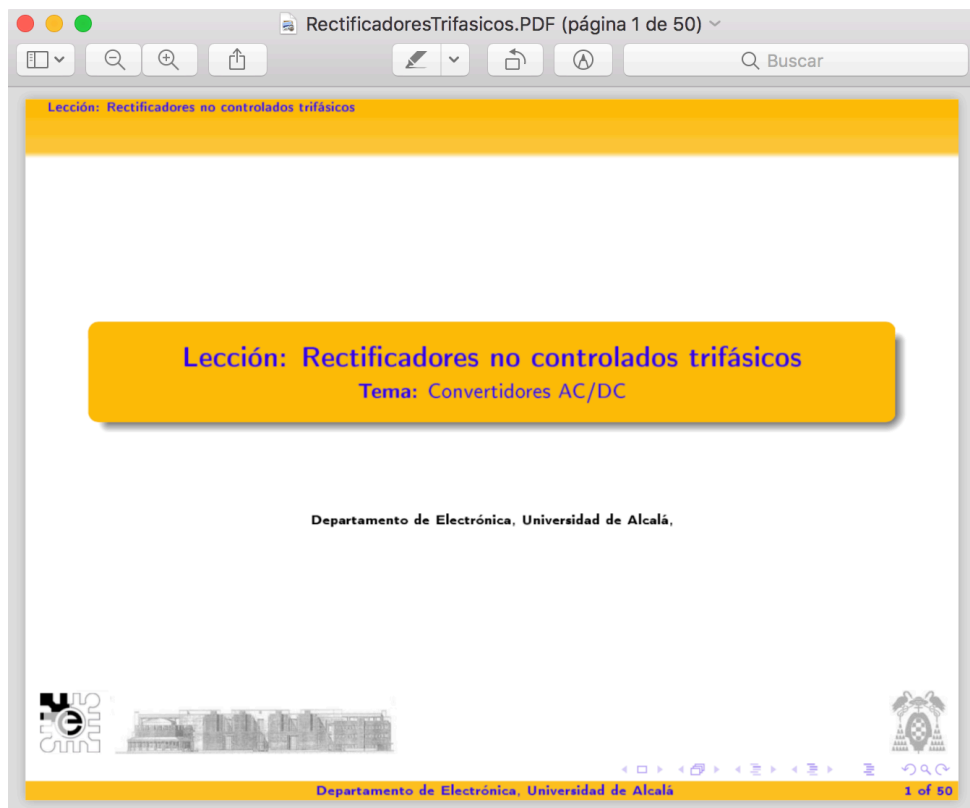 RectificadoresTrifasicos.PDF (página 1 de 50)
Buscar
Lección: Rectificadores no controlados trifásicos
Lección: Rectificadores no controlados trifásicos
Tema: Convertidores AC/DC
Departamento de Electrónica, Universidad de Alcalá,
Departamento de Electrónica, Universidad de Alcalá
1 of 50